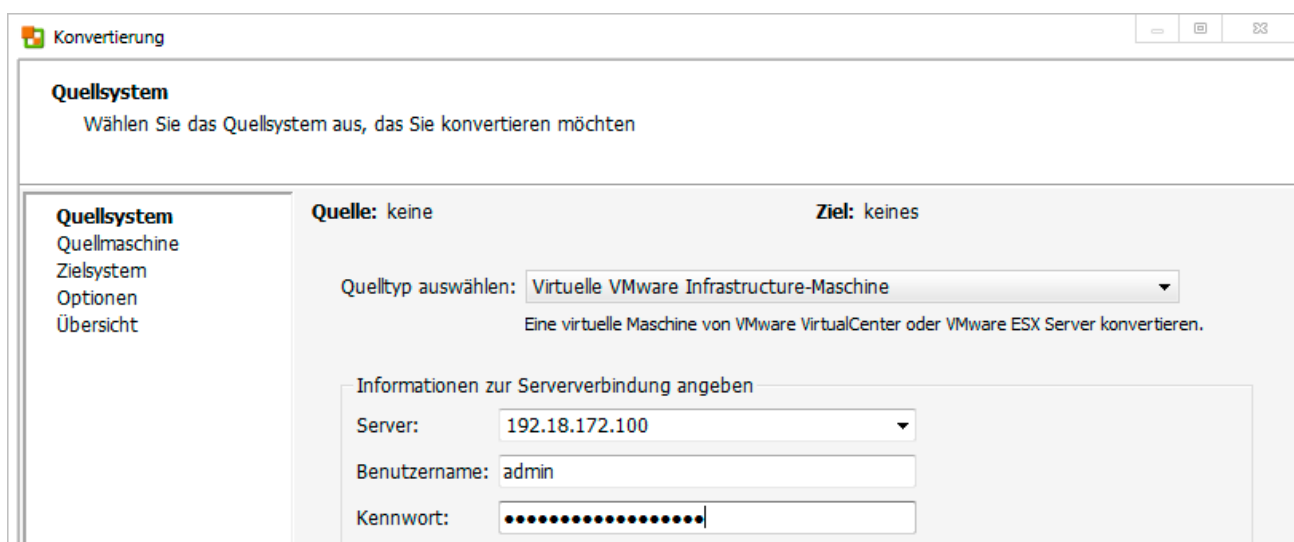 Konvertierung
Quellsystem
Wählen Sie das Quellsystem aus, das Sie konvertieren möchten
Quellsystem
Quellmaschine
Zielsystem
Optionen
Übersicht
Quelle: keine Ziel: keines
Quelltyp auswählen: Virtuelle VMware Infrastructure-Maschine
Eine virtuelle Maschine von VMware VirtualCenter oder VMware ESX Server konvertieren.
Informationen zur Serververbindung angeben
Server: 192.18.172.100
Benutzername: admin
Kennwort: ●●●●●●●●●●●●●●●●●●